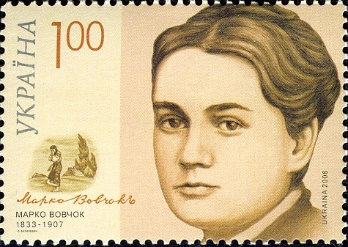 УКРАЇНА
1.00
Марко Вовчокъ
МАРКО ВОВЧОК
1833-1907
UKRAINA 2008